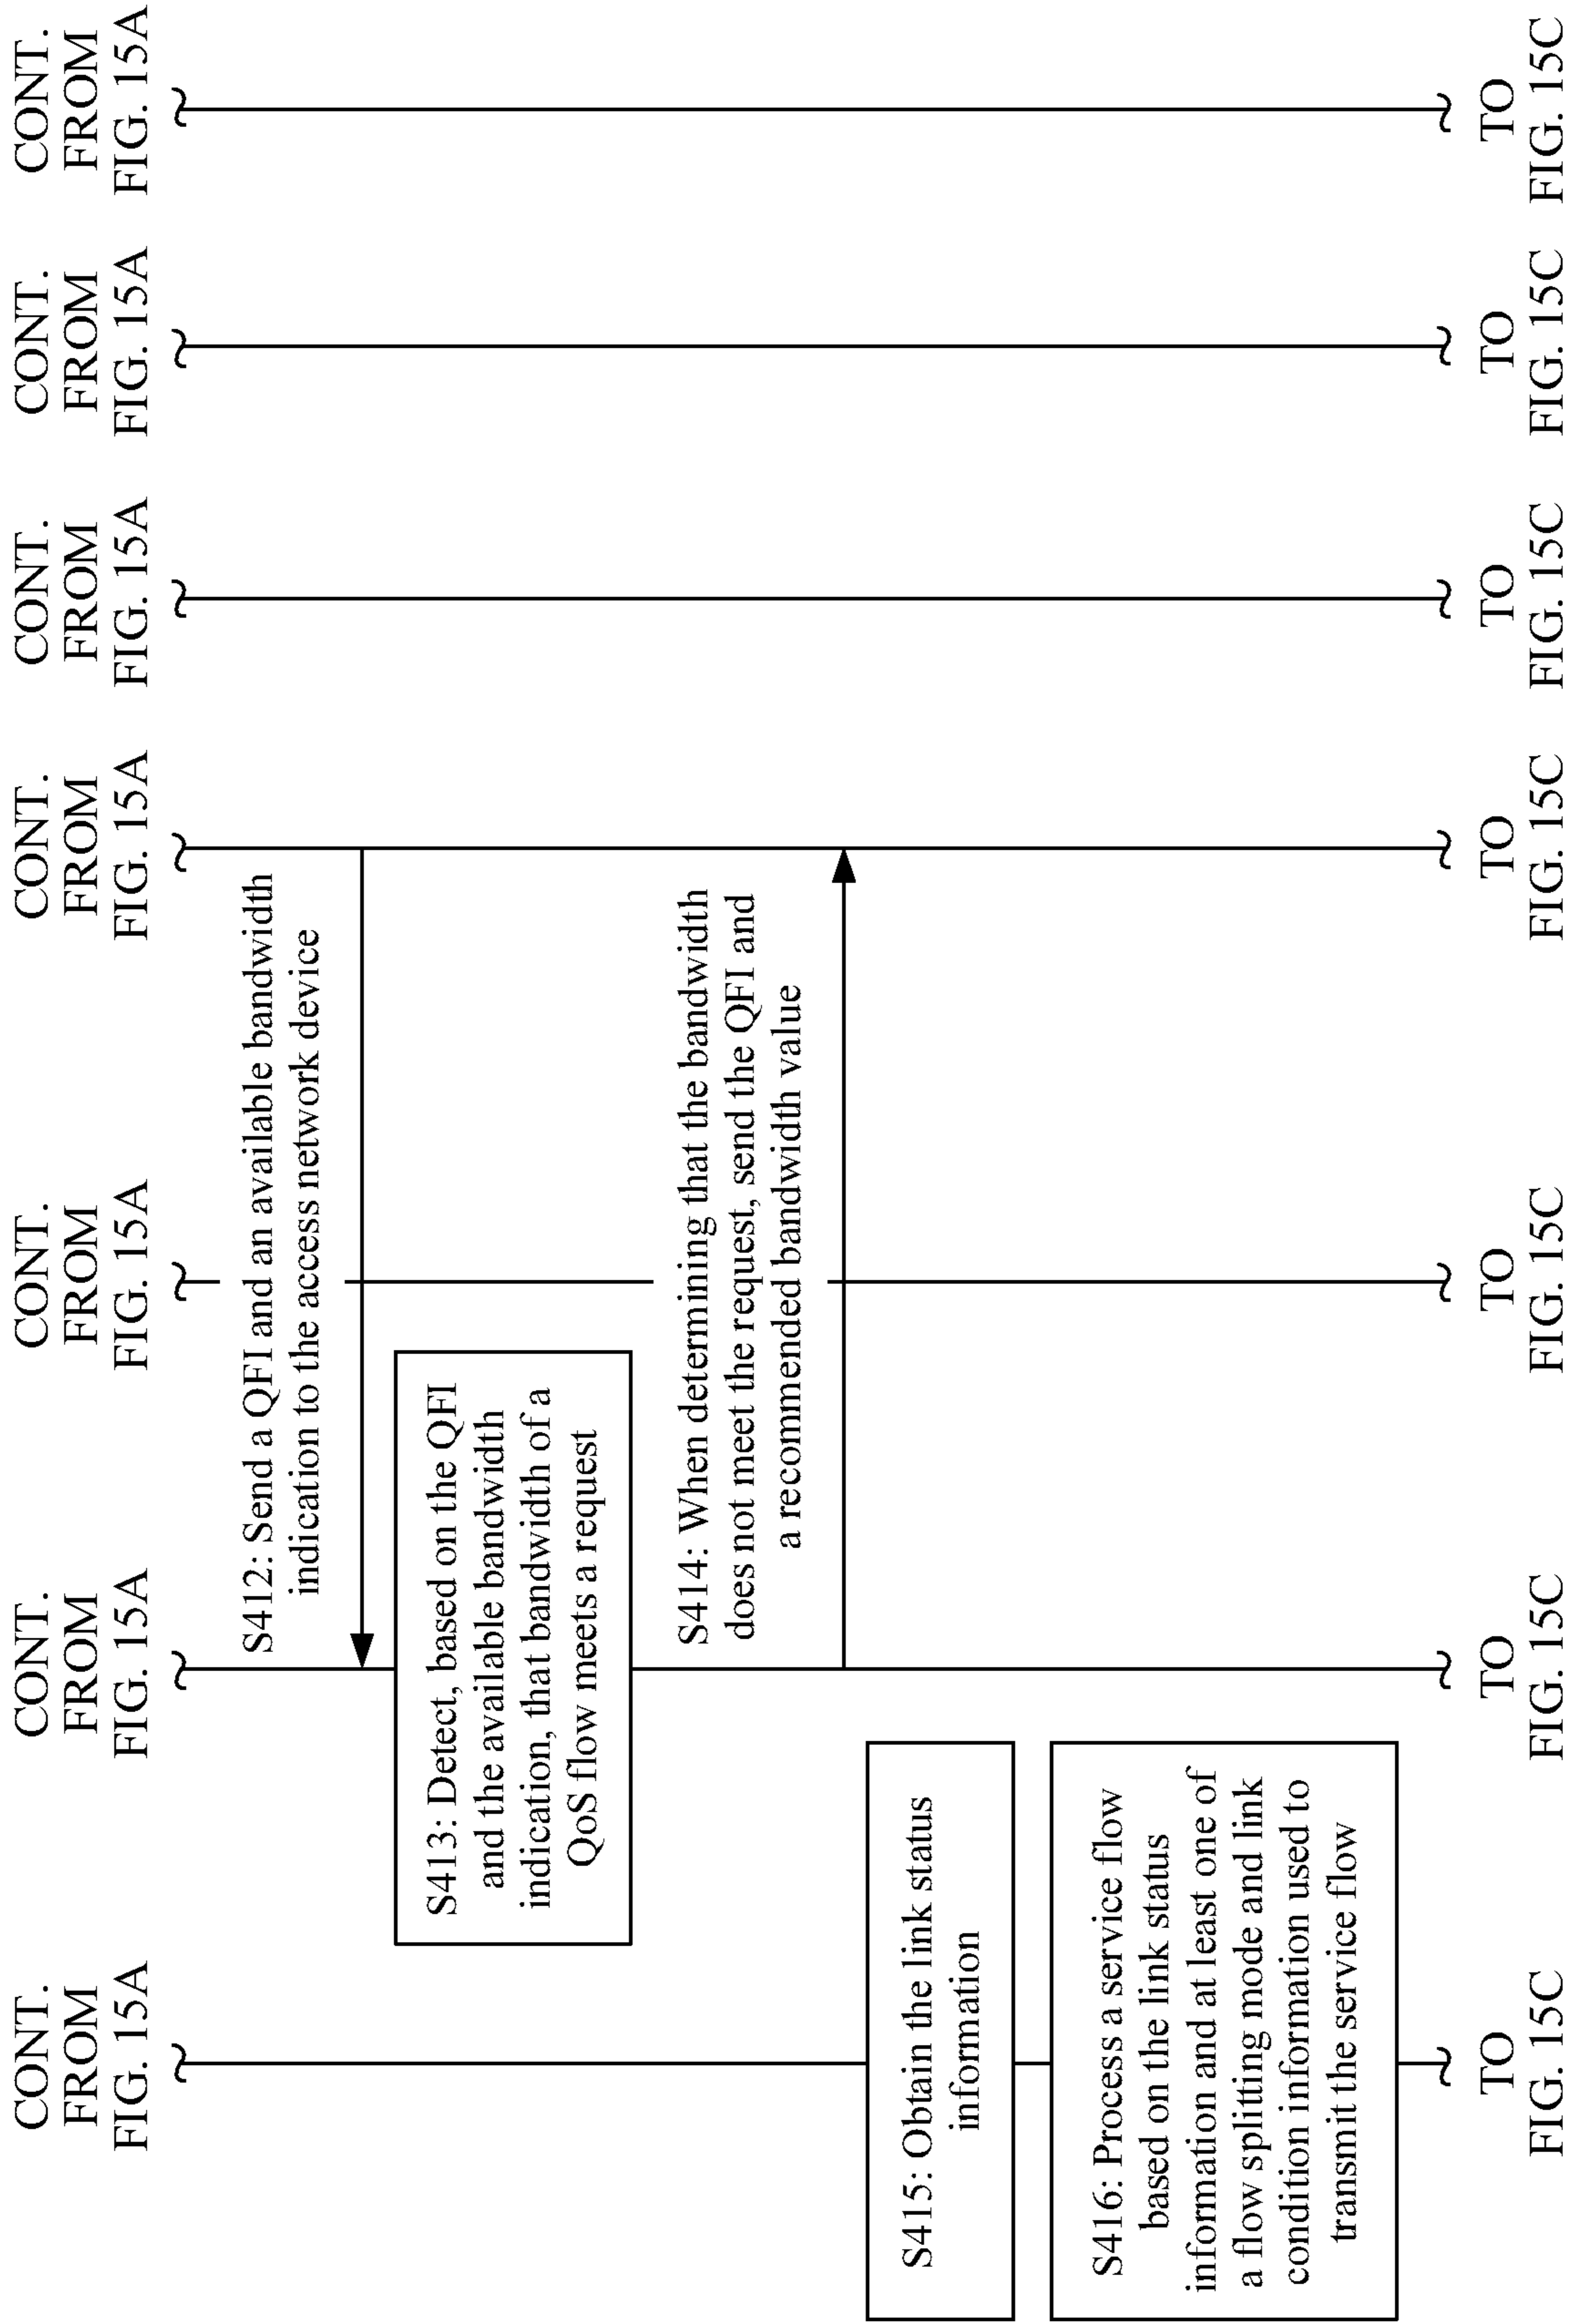 CONT.
FROM
FIG. 15A
CONT.
FROM
FIG. 15A
CONT.
FROM
FIG. 15A
CONT.
FROM
FIG. 15A
CONT.
FROM
FIG. 15A
CONT.
FROM
FIG. 15A
CONT.
FROM
FIG. 15A
S412: Send a QFI and an available bandwidth
indication to the access network device
S413: Detect, based on the QFI
and the available bandwidth
indication, that bandwidth of a
QoS flow meets a request
S414: When determining that the bandwidth
does not meet the request, send the QFI and
a recommended bandwidth value
S415: Obtain the link status
information
S416: Process a service flow
based on the link status
information and at least one of
a flow splitting mode and link
condition information used to
transmit the service flow
TO
FIG. 15C
TO
FIG. 15C
TO
FIG. 15C
TO
FIG. 15C
TO
FIG. 15C
TO
FIG. 15C
TO
FIG. 15C